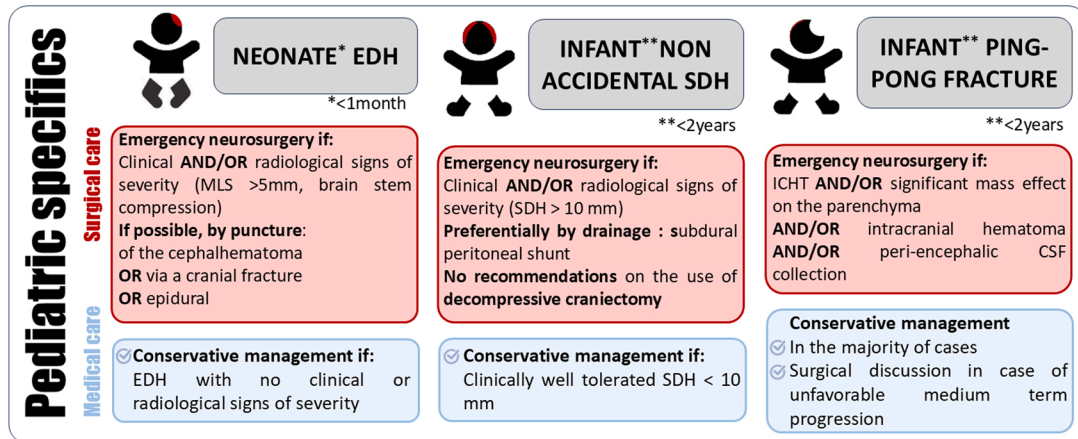 Pediatric specifics
Surgical care
Medical care
NEONATE* EDH
*<1month
Emergency neurosurgery if:
Clinical AND/OR radiological signs of
severity (MLS >5mm, brain stem
compression)
If possible, by puncture:
of the cephalhematoma
OR via a cranial fracture
OR epidural
Conservative management if:
EDH with no clinical or
radiological signs of severity
INFANT**NON
ACCIDENTAL SDH
**<2years
Emergency neurosurgery if:
Clinical AND/OR radiological signs of
severity (SDH > 10 mm)
Preferentially by drainage : subdural
peritoneal shunt
No recommendations on the use of
decompressive craniectomy
Conservative management if:
Clinically well tolerated SDH < 10
mm
INFANT** PING-
PONG FRACTURE
**<2years
Emergency neurosurgery if:
ICHT AND/OR significant mass effect
on the parenchyma
AND/OR intracranial hematoma
AND/OR peri-encephalic CSF
collection
Conservative management
In the majority of cases
Surgical discussion in case of
unfavorable medium term
progression